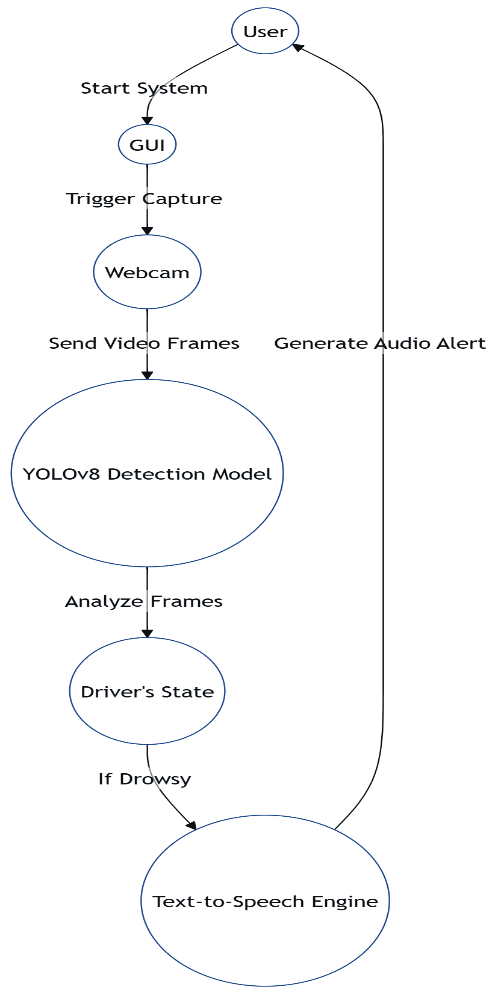 User
Start System
GUI
Trigger Capture
Webcam
Send Video Frames
Generate Audio Alert
YOLOv8 Detection Model
Analyze Frames
Driver's State
If Drowsy
Text-to-Speech Engine